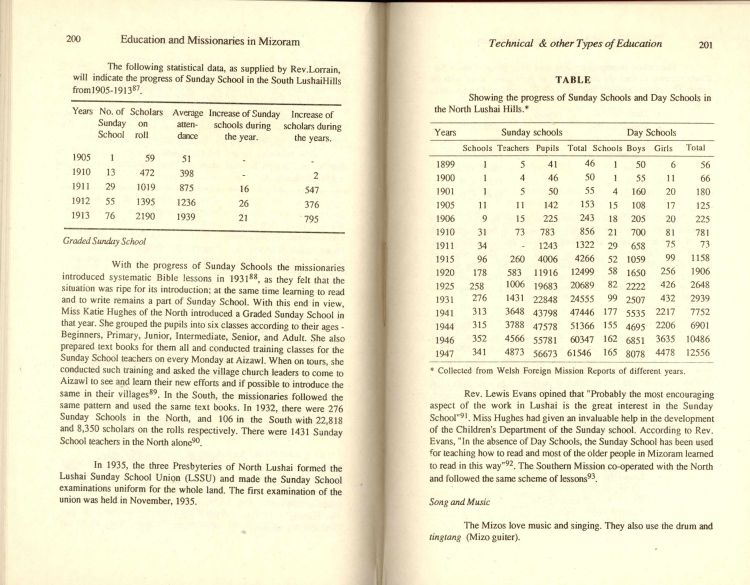 200 Education and Missionaries in Mizoram
The following statistical data, as supplied by Rev.Lorrain,
will indicate the progress of Sunday School in the South LushaiHills
from1905-1913⁸⁷.
Years No. of Scholars Average Increase of Sunday Increase of
Sunday on atten- schools during scholars during
School roll dance the year. the years.
1905 1 59 51 - -
1910 13 472 398 - 2
1911 29 1019 875 16 547
1912 55 1395 1236 26 376
1913 76 2190 1939 21 795
Graded Sunday School
With the progress of Sunday Schools the missionaries
introduced systematic Bible lessons in 1931⁸⁸, as they felt that the
situation was ripe for its introduction; at the same time learning to read
and to write remains a part of Sunday School. With this end in view,
Miss Katie Hughes of the North introduced a Graded Sunday School in
that year. She grouped the pupils into six classes according to their ages -
Beginners, Primary, Junior, Intermediate, Senior, and Adult. She also
prepared text books for them all and conducted training classes for the
Sunday School teachers on every Monday at Aizawl. When on tours, she
conducted such training and asked the village church leaders to come to
Aizawl to see and learn their new efforts and if possible to introduce the
same in their villages⁸⁹. In the South, the missionaries followed the
same pattern and used the same text books. In 1932, there were 276
Sunday Schools in the North, and 106 in the South with 22,818
and 8,350 scholars on the rolls respectively. There were 1431 Sunday
School teachers in the North alone⁹⁰.
In 1935, the three Presbyteries of North Lushai formed the
Lushai Sunday School Union (LSSU) and made the Sunday School
examinations uniform for the whole land. The first examination of the
union was held in November, 1935.
Technical & other Types of Education 201
TABLE
Showing the progress of Sunday Schools and Day Schools in
the North Lushai Hills.*
Years Sunday schools Day Schools
Schools Teachers Pupils Total Schools Boys Girls Total
1899 1 5 41 46 1 50 6 56
1900 1 4 46 50 1 55 11 66
1901 1 5 50 55 4 160 20 180
1905 11 11 142 153 15 108 17 125
1906 9 15 225 243 18 205 20 225
1910 31 73 783 856 21 700 81 781
1911 34 - 1243 1322 29 658 75 73
1915 96 260 4006 4266 52 1059 99 1158
1920 178 583 11916 12499 58 1650 256 1906
1925 258 1006 19683 20689 82 2222 426 2648
1931 276 1431 22848 24555 99 2507 432 2939
1941 313 3648 43798 47446 177 5535 2217 7752
1944 315 3788 47578 51366 155 4695 2206 6901
1946 352 4566 55781 60347 162 6851 3635 10486
1947 341 4873 56673 61546 165 8078 4478 12556
* Collected from Welsh Foreign Mission Reports of different years.
Rev. Lewis Evans opined that "Probably the most encouraging
aspect of the work in Lushai is the great interest in the Sunday
School"⁹¹. Miss Hughes had given an invaluable help in the development
of the Children's Department of the Sunday school. According to Rev.
Evans, "In the absence of Day Schools, the Sunday School has been used
for teaching how to read and most of the older people in Mizoram learned
to read in this way"⁹². The Southern Mission co-operated with the North
and followed the same scheme of lessons⁹³.
Song and Music
The Mizos love music and singing. They also use the drum and
tingtang (Mizo guiter).